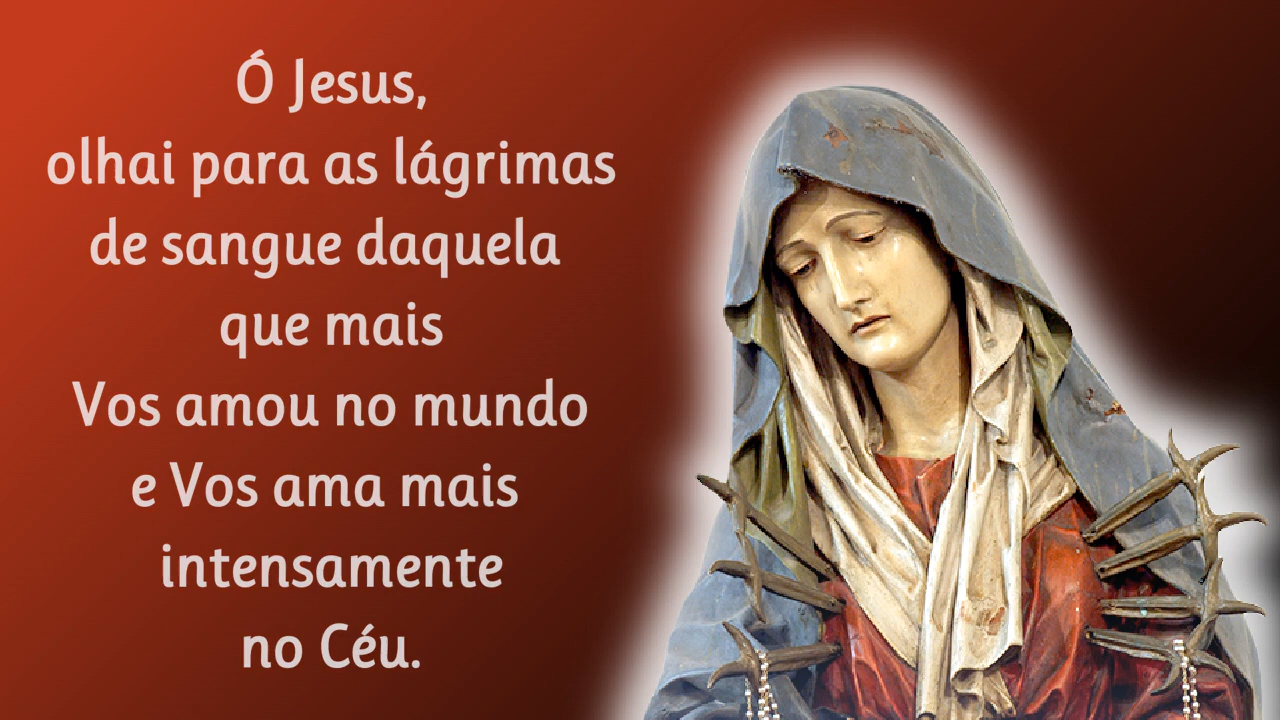 Ó Jesus,
olhai para as lágrimas
de sangue daquela
que mais
Vos amou no mundo
e Vos ama mais
intensamente
no Céu.